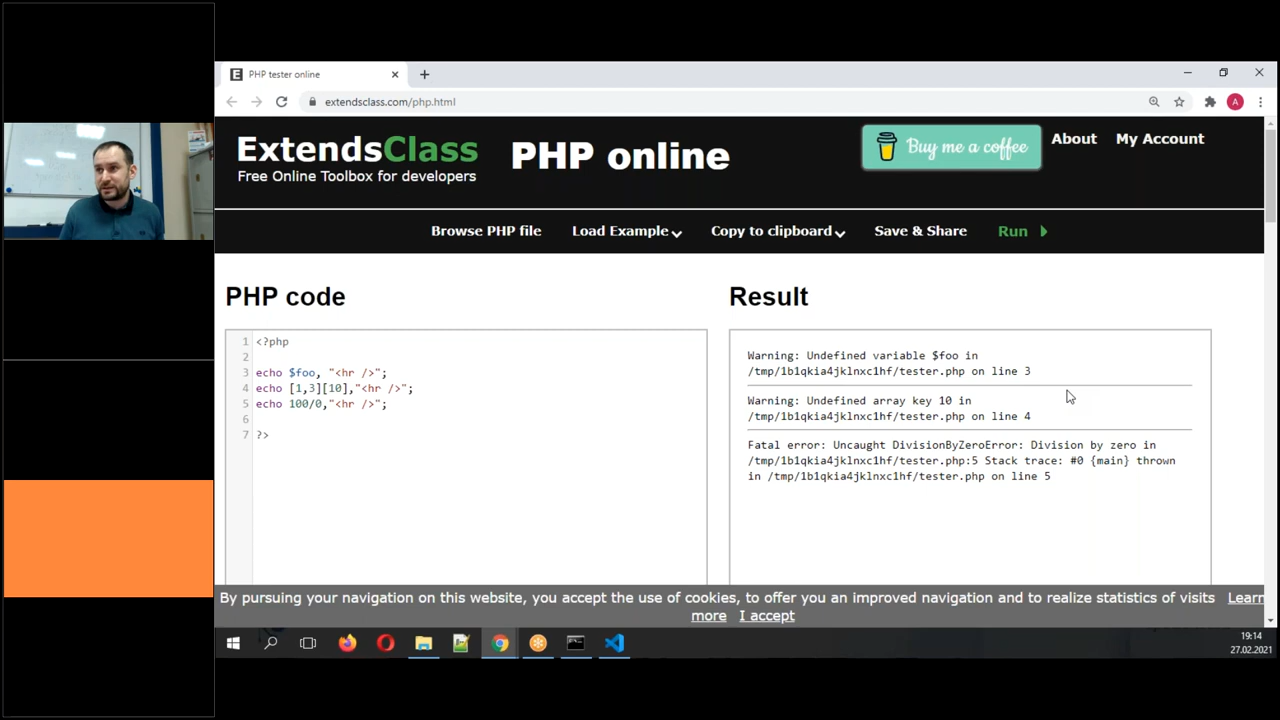 PHP tester online
extendsclass.com/php.html
A
ExtendsClass
Free Online Toolbox for developers
PHP online
Buy me a coffee
About
My Account
Browse PHP file
Load Example
Copy to clipboard
Save & Share
Run
PHP code
1 <?php
2
3 echo $foo, "<hr />";
4 echo [1,3][10],"<hr />";
5 echo 100/0,"<hr />";
6
7 ?>
Result
Warning: Undefined variable $foo in
/tmp/1b1qkia4jklnxc1hf/tester.php on line 3
Warning: Undefined array key 10 in
/tmp/1b1qkia4jklnxc1hf/tester.php on line 4
Fatal error: Uncaught DivisionByZeroError: Division by zero in
/tmp/1b1qkia4jklnxc1hf/tester.php:5 Stack trace: #0 {main} thrown
in /tmp/1b1qkia4jklnxc1hf/tester.php on line 5
By pursuing your navigation on this website, you accept the use of cookies, to offer you an improved navigation and to realize statistics of visits Learn
more I accept
19:14
27.02.2021